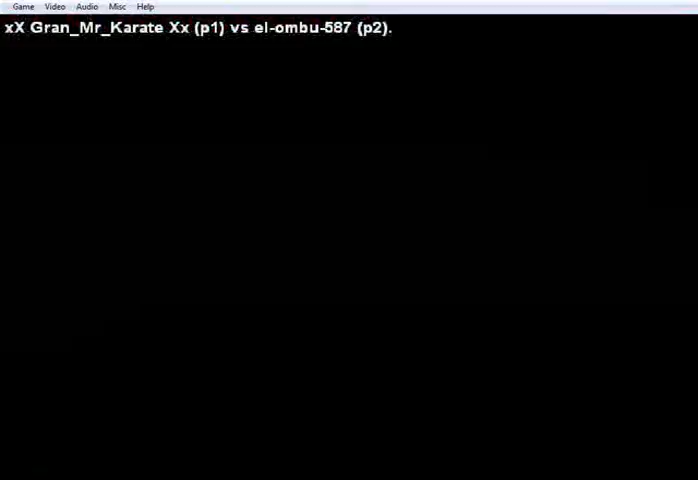 Game Video Audio Misc Help
xX Gran_Mr_Karate Xx (p1) vs el-ombu-587 (p2).